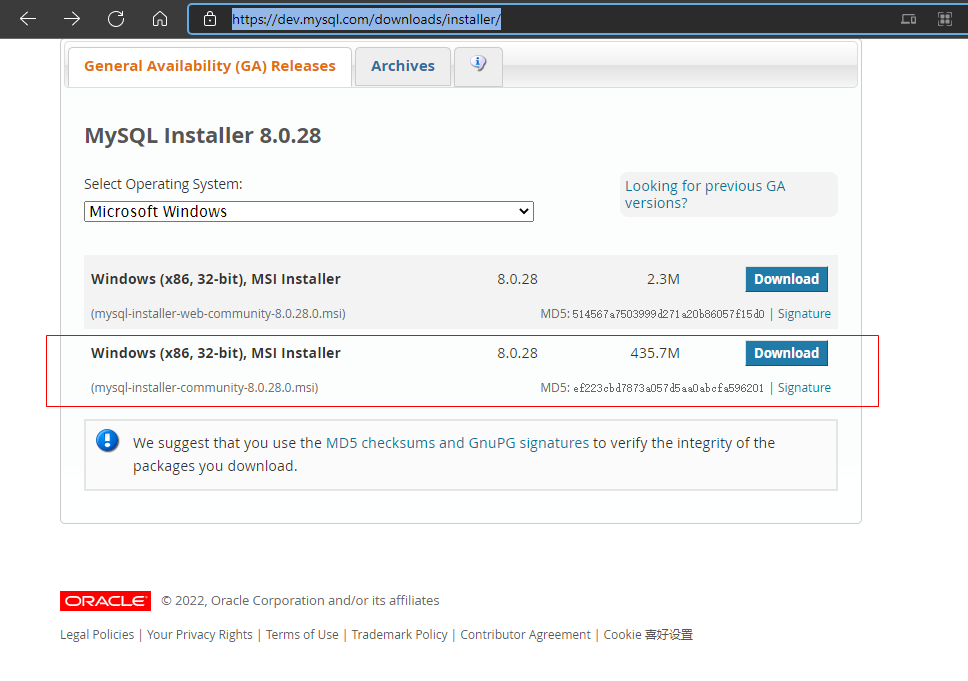 https://dev.mysql.com/downloads/installer/
General Availability (GA) Releases
Archives
MySQL Installer 8.0.28
Select Operating System:
Looking for previous GA
versions?
Microsoft Windows
Windows (x86, 32-bit), MSI Installer 8.0.28 2.3M Download
(mysql-installer-web-community-8.0.28.0.msi) MD5: 514567a7503999d271a20b86057f15d0 | Signature
Windows (x86, 32-bit), MSI Installer 8.0.28 435.7M Download
(mysql-installer-community-8.0.28.0.msi) MD5: ef223cbd7873a057d5aa0abcfa596201 | Signature
We suggest that you use the MD5 checksums and GnuPG signatures to verify the integrity of the
packages you download.
ORACLE © 2022, Oracle Corporation and/or its affiliates
Legal Policies | Your Privacy Rights | Terms of Use | Trademark Policy | Contributor Agreement | Cookie 喜好设置